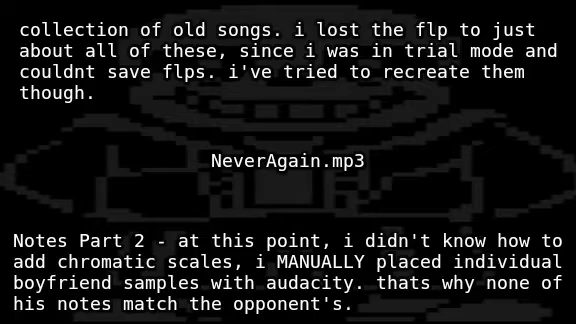 collection of old songs. i lost the flp to just
about all of these, since i was in trial mode and
couldnt save flps. i've tried to recreate them
though.
NeverAgain.mp3
Notes Part 2 - at this point, i didn't know how to
add chromatic scales, i MANUALLY placed individual
boyfriend samples with audacity. thats why none of
his notes match the opponent's.